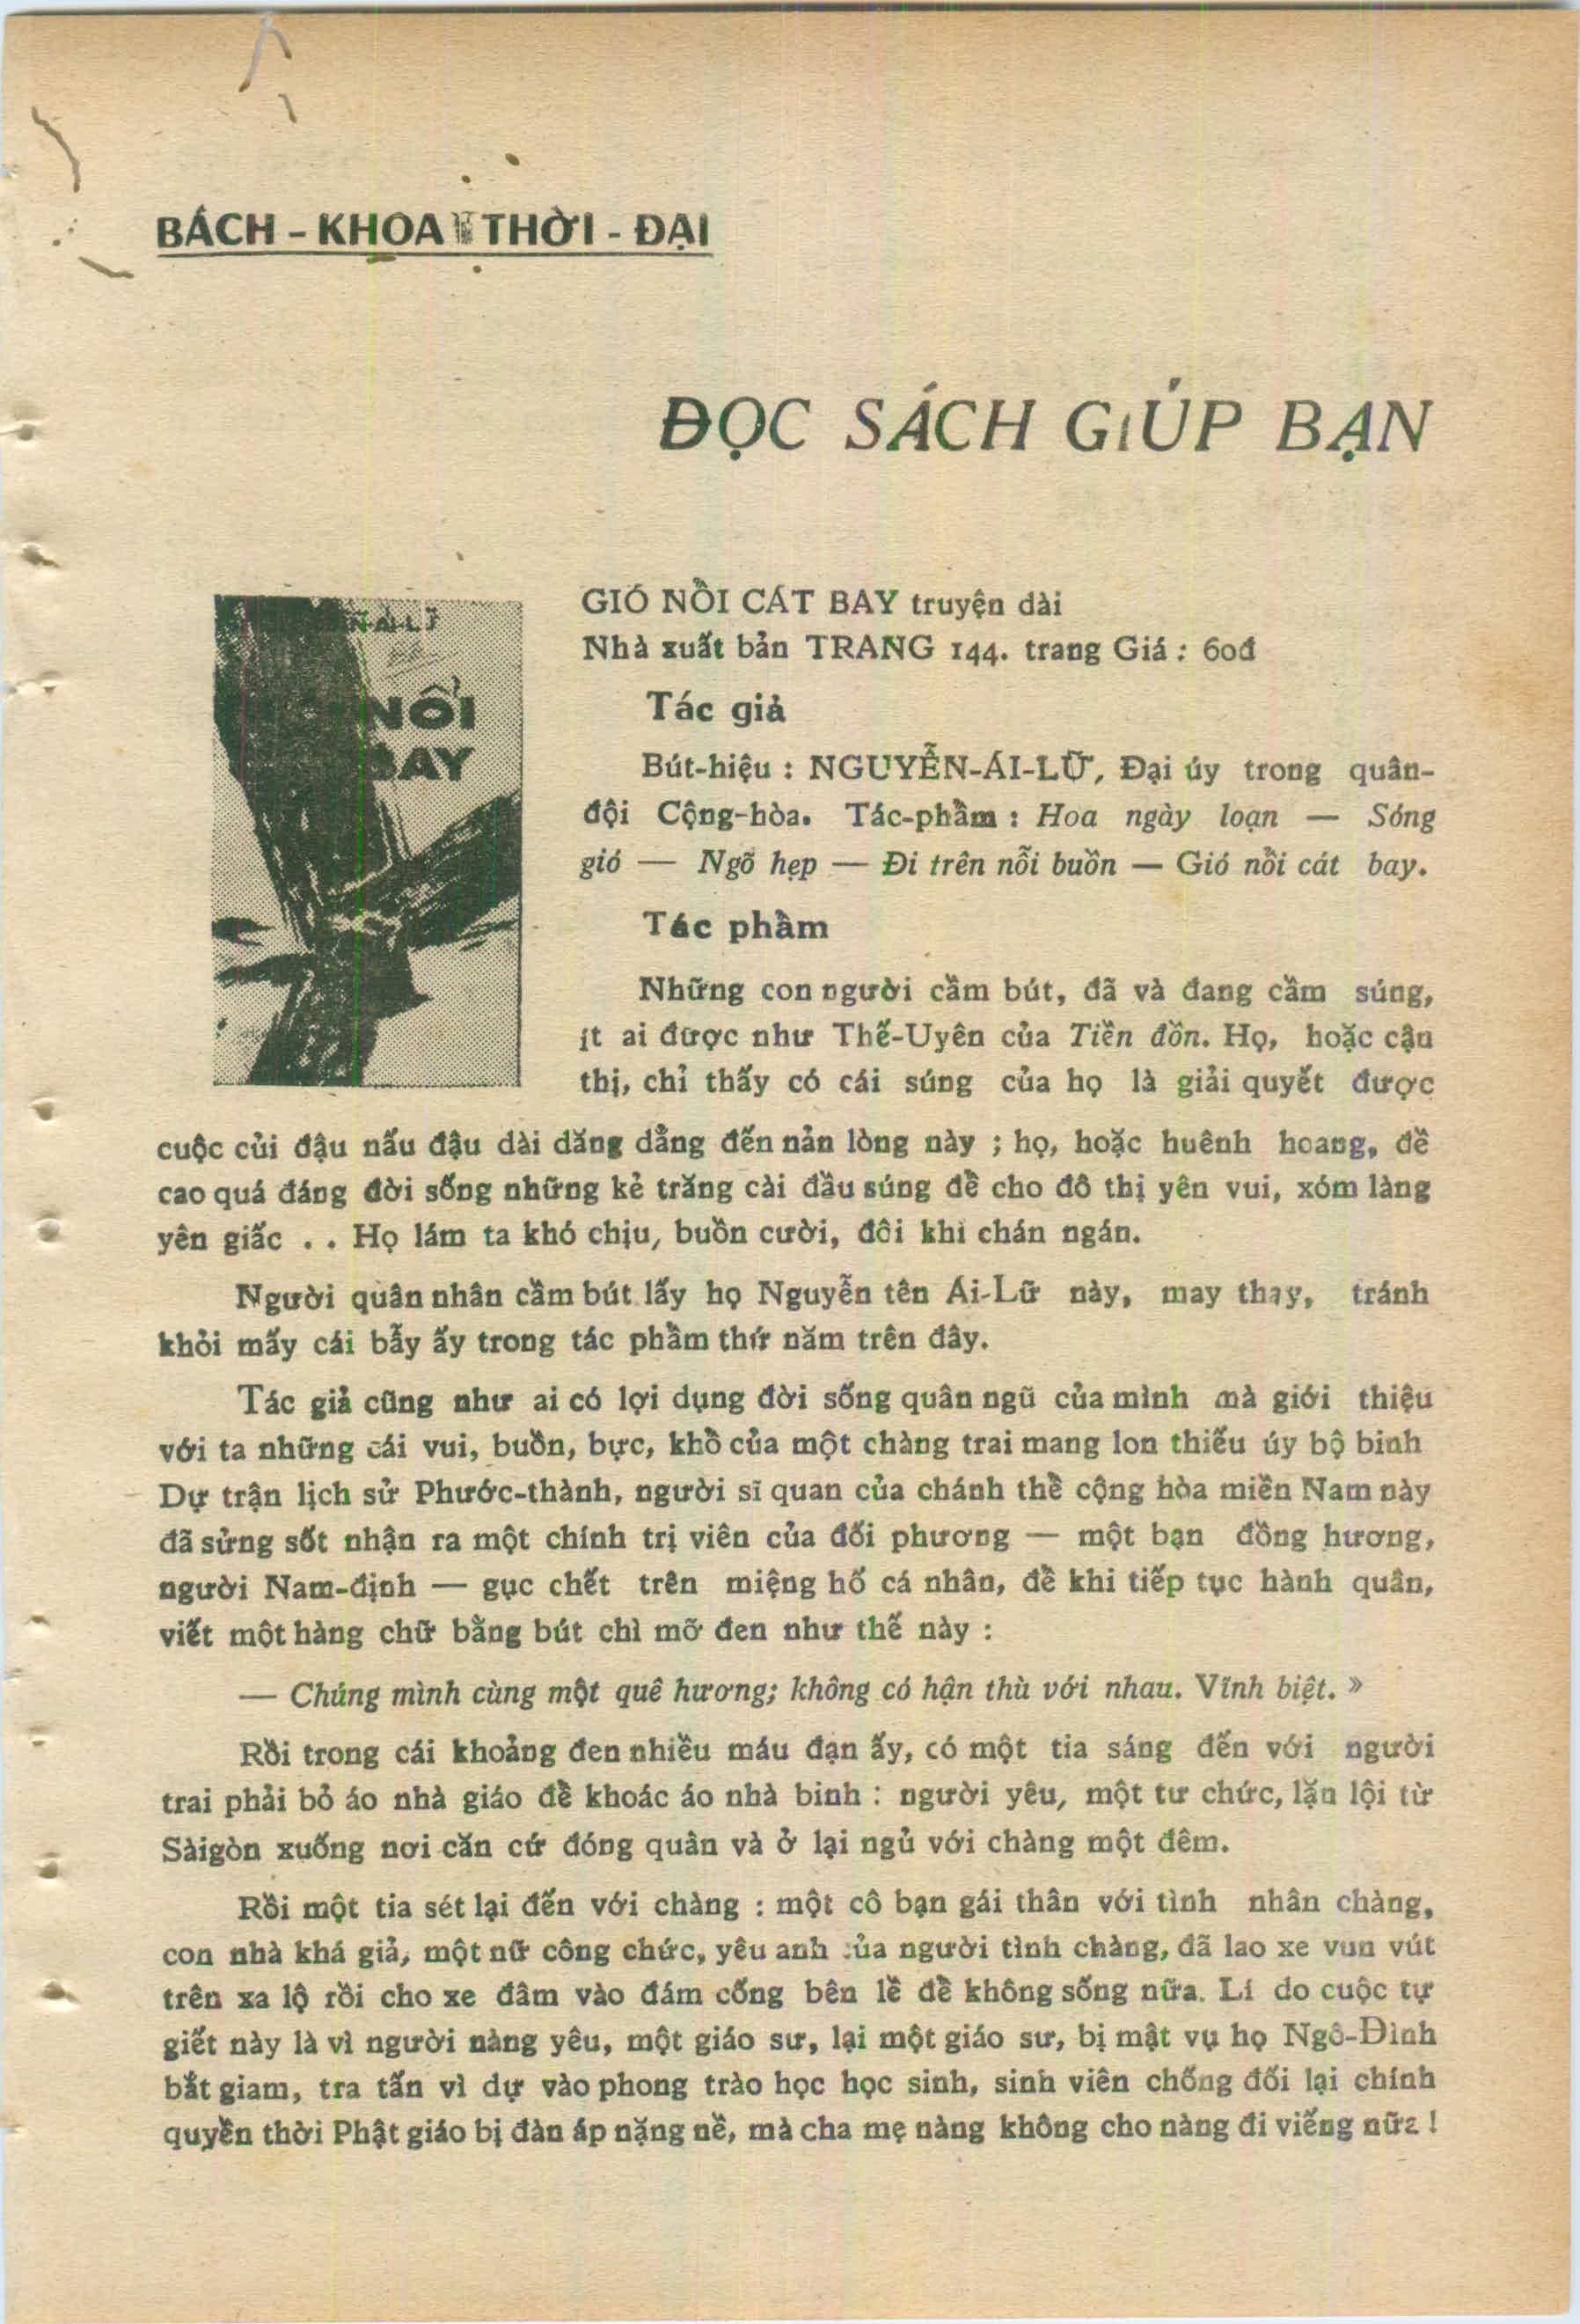 BÁCH - KHOA THỜI - ĐẠI
ĐỌC SÁCH GIÚP BẠN
N-ÁI-LỮ
NỔI
BAY
GIÓ NỒI CÁT BAY truyện dài
Nhà xuất bản TRANG 144. trang Giá : 60đ
Tác giả
Bút-hiệu : NGUYỄN-ÁI-LỮ, Đại úy trong quân-
đội Cộng-hòa. Tác-phầm : Hoa ngày loạn — Sóng
gió — Ngõ hẹp — Đi trên nỗi buồn — Gió nồi cát bay.
Tác phầm
Những con người cầm bút, đã và đang cầm súng,
ít ai được như Thế-Uyên của Tiền đồn. Họ, hoặc cận
thị, chỉ thấy có cái súng của họ là giải quyết được
cuộc củi đậu nấu đậu dài dăng dẳng đến nản lòng này ; họ, hoặc huênh hoang, đề
cao quá đáng đời sống những kẻ trăng cài đầu súng đề cho đô thị yên vui, xóm làng
yên giấc . . Họ lám ta khó chịu, buồn cười, đôi khi chán ngán.
Người quân nhân cầm bút lấy họ Nguyễn tên Ái-Lữ này, may thay, tránh
khỏi mấy cái bẫy ấy trong tác phầm thứ năm trên đây.
Tác giả cũng như ai có lợi dụng đời sống quân ngũ của mình mà giới thiệu
với ta những cái vui, buồn, bực, khồ của một chàng trai mang lon thiếu úy bộ binh
Dự trận lịch sử Phước-thành, người sĩ quan của chánh thề cộng hòa miền Nam này
đã sửng sốt nhận ra một chính trị viên của đối phương — một bạn đồng hương,
người Nam-định — gục chết trên miệng hố cá nhân, đề khi tiếp tục hành quân,
viết một hàng chữ bằng bút chì mỡ đen như thế này :
— Chúng mình cùng một quê hương; không có hận thù với nhau. Vĩnh biệt. »
Rồi trong cái khoảng đen nhiều máu đạn ấy, có một tia sáng đến với người
trai phải bỏ áo nhà giáo đề khoác áo nhà binh : người yêu, một tư chức, lặn lội từ
Sàigòn xuống nơi căn cứ đóng quân và ở lại ngủ với chàng một đêm.
Rồi một tia sét lại đến với chàng : một cô bạn gái thân với tình nhân chàng,
con nhà khá giả, một nữ công chức, yêu anh của người tình chàng, đã lao xe vun vút
trên xa lộ rồi cho xe đâm vào đám cống bên lề đề không sống nữa. Lí do cuộc tự
giết này là vì người nàng yêu, một giáo sư, lại một giáo sư, bị mật vụ họ Ngô-Đình
bắt giam, tra tấn vì dự vào phong trào học học sinh, sinh viên chống đối lại chính
quyền thời Phật giáo bị đàn áp nặng nề, mà cha mẹ nàng không cho nàng đi viếng nữa !